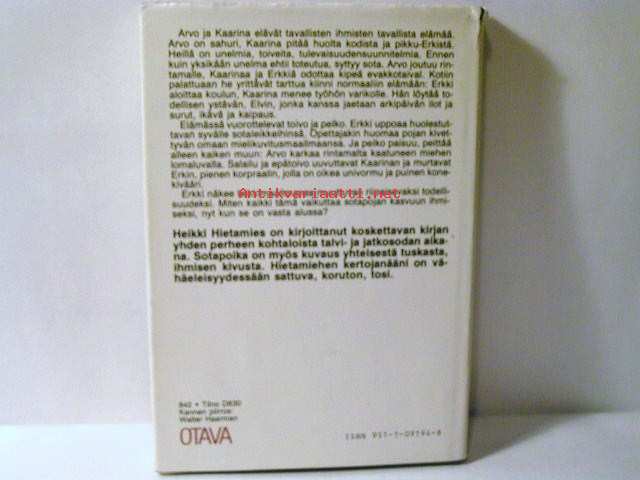 Arvo ja Kaarina elävät tavallisten ihmisten tavallista elämää.
Arvo on sahuri, Kaarina pitää huolta kodista ja pikku-Erkistä.
Heillä on unelmia, toiveita, tulevaisuudensuunnitelmia. Ennen
kuin yksikään unelma ehtii toteutua, syttyy sota. Arvo joutuu rin-
tamalle, Kaarinaa ja Erkkiä odottaa kipeä evakkotaival. Kotiin
palattuaan he yrittävät tarttua kiinni normaaliin elämään: Erkki
aloittaa koulun, Kaarina menee työhön varikolle. Hän löytää to-
dellisen ystävän, Elvin, jonka kanssa jaetaan arkipäivän ilot ja
surut, ikävä ja kaipaus.
Elämässä vuorottelevat toivo ja pelko. Erkki uppoaa huolestut-
tavan syvälle sotaleikkeihinsä. Opettajakin huomaa pojan kivet-
tyvän omaan mielikuvitusmaailmaansa. Ja pelko paisuu, peittää
alleen kaiken muun: Arvo karkaa rintamalta kaatuneen miehen
lomaluvalla. Salailu ja epätoivo uuvuttavat Kaarinan ja murtavat
Erkin, pienen korpraalin, jolla on oikea univormu ja puinen kone-
kivääri.
Erkki näkee todelli-
Antikvariaatti.net
suudeksi. Miten kaikki tämä vaikuttaa sotapojan kasvuun ihmi-
seksi, nyt kun se on vasta alussa?
Heikki Hietamies on kirjoittanut koskettavan kirjan
yhden perheen kohtaloista talvi- ja jatkosodan aika-
na. Sotapoika on myös kuvaus yhteisestä tuskasta,
ihmisen kivusta. Hietamiehen kertojanääni on vä-
häeleisyydessään sattuva, koruton, tosi.
Kannen piirros:
OTAVA
ISBN 951-1-09194-8